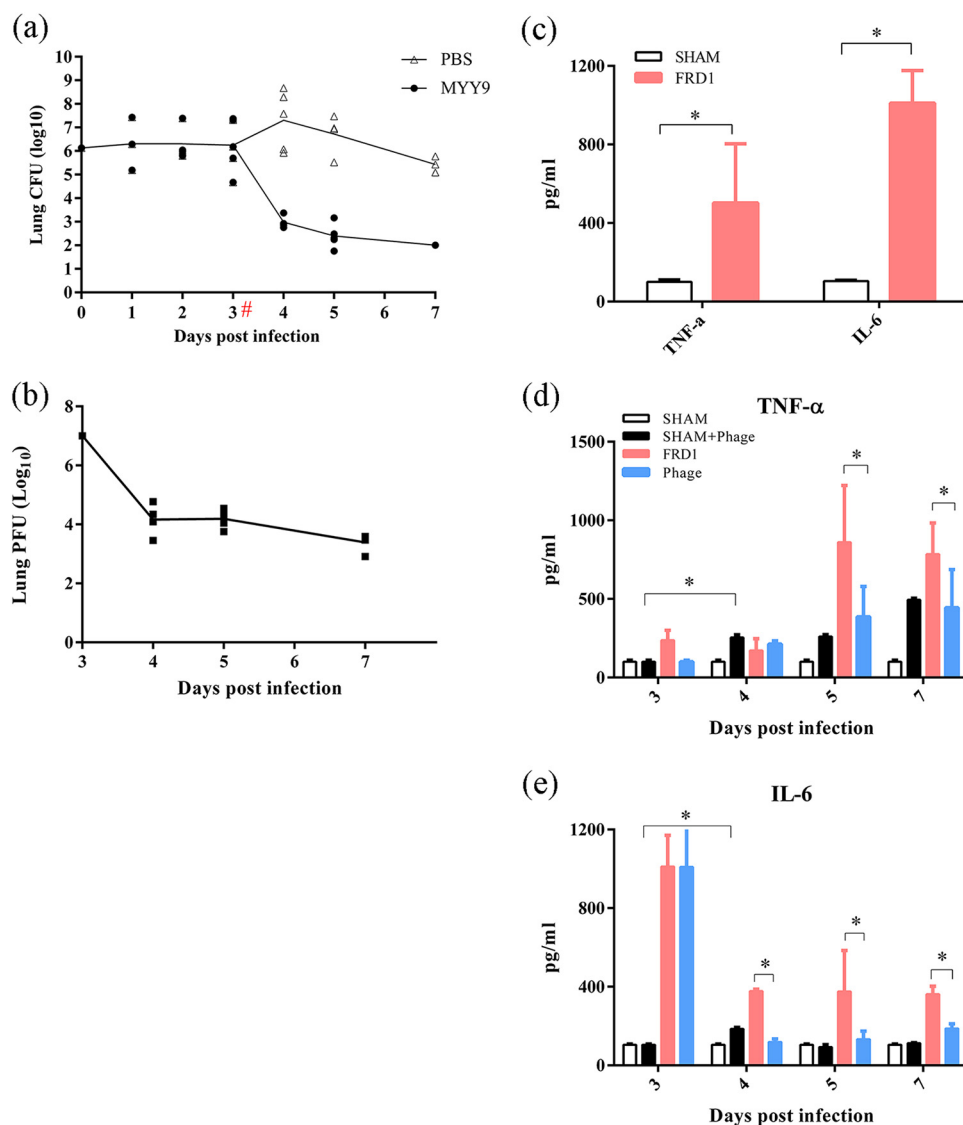 (a)
PBS
MYY9
Lung CFU (log10)
10
9
8
7
6
5
4
3
2
1
0
0 1 2 3 # 4 5 6 7
Days post infection
(b)
Lung PFU (Log10)
8
6
4
2
0
3 4 5 7
Days post infection
(c)
SHAM
FRD1
* *
pg/ml
1200
800
400
0
TNF-a IL-6
(d)
TNF-α
SHAM
SHAM+Phage
FRD1
Phage
* * *
pg/ml
1500
1000
500
0
3 4 5 7
Days post infection
(e)
IL-6
* * * *
pg/ml
1200
800
400
0
3 4 5 7
Days post infection